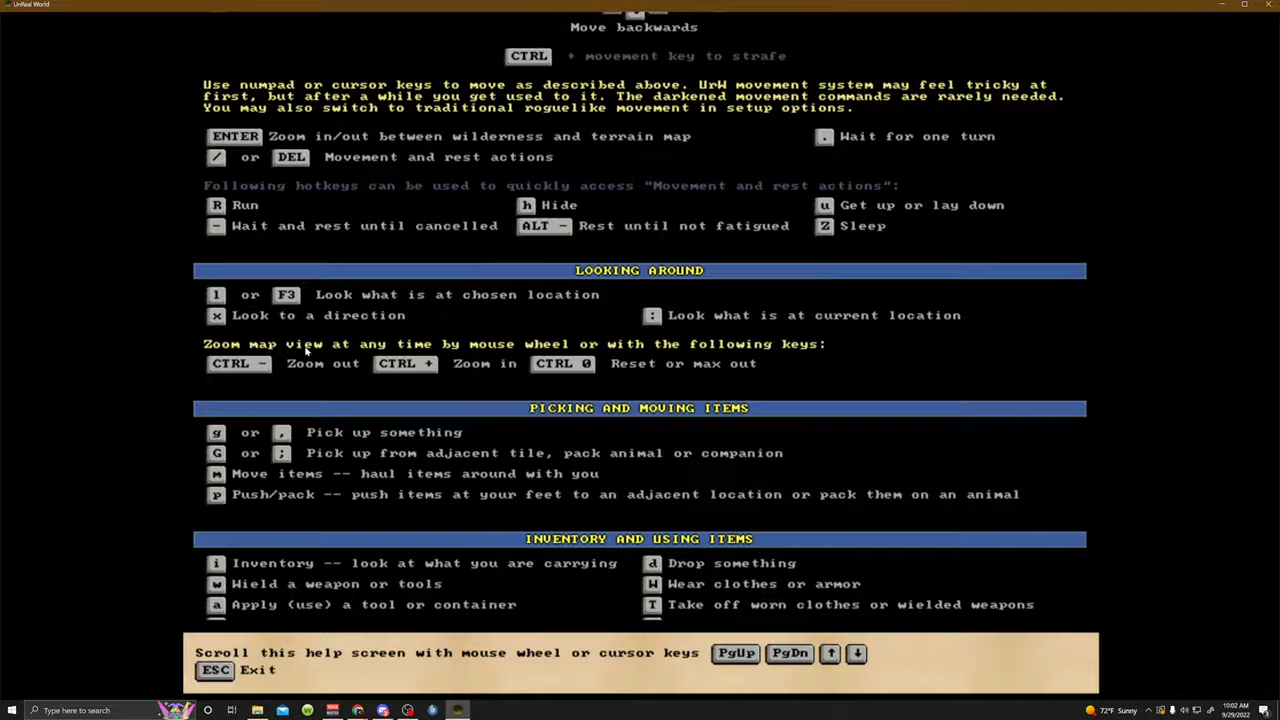 UnReal World
Move backwards
CTRL + movement key to strafe
Use numpad or cursor keys to move as described above. UrW movement system may feel tricky at
first, but after a while you get used to it. The darkened movement commands are rarely needed.
You may also switch to traditional roguelike movement in setup options.
ENTER Zoom in/out between wilderness and terrain map . Wait for one turn
/ or DEL Movement and rest actions
Following hotkeys can be used to quickly access "Movement and rest actions":
R Run h Hide u Get up or lay down
- Wait and rest until cancelled ALT - Rest until not fatigued Z Sleep
LOOKING AROUND
l or F3 Look what is at chosen location
x Look to a direction : Look what is at current location
Zoom map view at any time by mouse wheel or with the following keys:
CTRL - Zoom out CTRL + Zoom in CTRL 0 Reset or max out
PICKING AND MOVING ITEMS
g or , Pick up something
G or ; Pick up from adjacent tile, pack animal or companion
m Move items -- haul items around with you
p Push/pack -- push items at your feet to an adjacent location or pack them on an animal
INVENTORY AND USING ITEMS
i Inventory -- look at what you are carrying d Drop something
w Wield a weapon or tools W Wear clothes or armor
a Apply (use) a tool or container T Take off worn clothes or wielded weapons
Scroll this help screen with mouse wheel or cursor keys PgUp PgDn ↑ ↓
ESC Exit
Type here to search
72°F Sunny
10:02 AM
9/29/2022